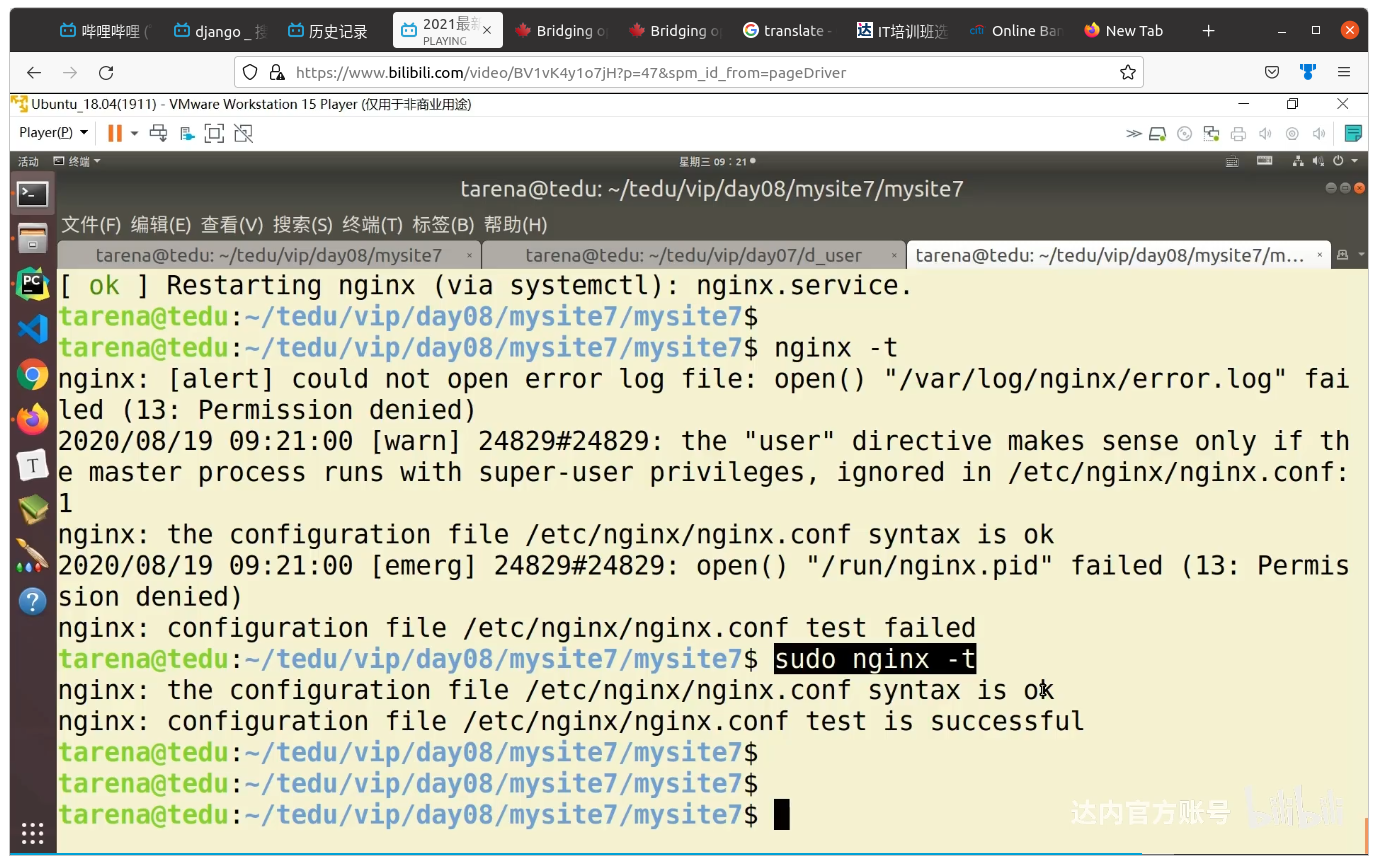 哔哩哔哩 (
django _ 搜
历史记录
2021最新
PLAYING
Bridging o
Bridging o
translate -
达 IT培训班选
citi Online Ban
New Tab
https://www.bilibili.com/video/BV1vK4y1o7jH?p=47&spm_id_from=pageDriver
Ubuntu_18.04(1911) - VMware Workstation 15 Player (仅用于非商业用途)
Player(P)
活动 终端 星期三 09：21
tarena@tedu: ~/tedu/vip/day08/mysite7/mysite7
文件(F) 编辑(E) 查看(V) 搜索(S) 终端(T) 标签(B) 帮助(H)
tarena@tedu: ~/tedu/vip/day08/mysite7
tarena@tedu: ~/tedu/vip/day07/d_user
tarena@tedu: ~/tedu/vip/day08/mysite7/m...
[ ok ] Restarting nginx (via systemctl): nginx.service.
tarena@tedu:~/tedu/vip/day08/mysite7/mysite7$
tarena@tedu:~/tedu/vip/day08/mysite7/mysite7$ nginx -t
nginx: [alert] could not open error log file: open() "/var/log/nginx/error.log" fai
led (13: Permission denied)
2020/08/19 09:21:00 [warn] 24829#24829: the "user" directive makes sense only if th
e master process runs with super-user privileges, ignored in /etc/nginx/nginx.conf:
1
nginx: the configuration file /etc/nginx/nginx.conf syntax is ok
2020/08/19 09:21:00 [emerg] 24829#24829: open() "/run/nginx.pid" failed (13: Permis
sion denied)
nginx: configuration file /etc/nginx/nginx.conf test failed
tarena@tedu:~/tedu/vip/day08/mysite7/mysite7$ sudo nginx -t
nginx: the configuration file /etc/nginx/nginx.conf syntax is ok
nginx: configuration file /etc/nginx/nginx.conf test is successful
tarena@tedu:~/tedu/vip/day08/mysite7/mysite7$
tarena@tedu:~/tedu/vip/day08/mysite7/mysite7$
tarena@tedu:~/tedu/vip/day08/mysite7/mysite7$
达内官方账号 bilibili
PC
T